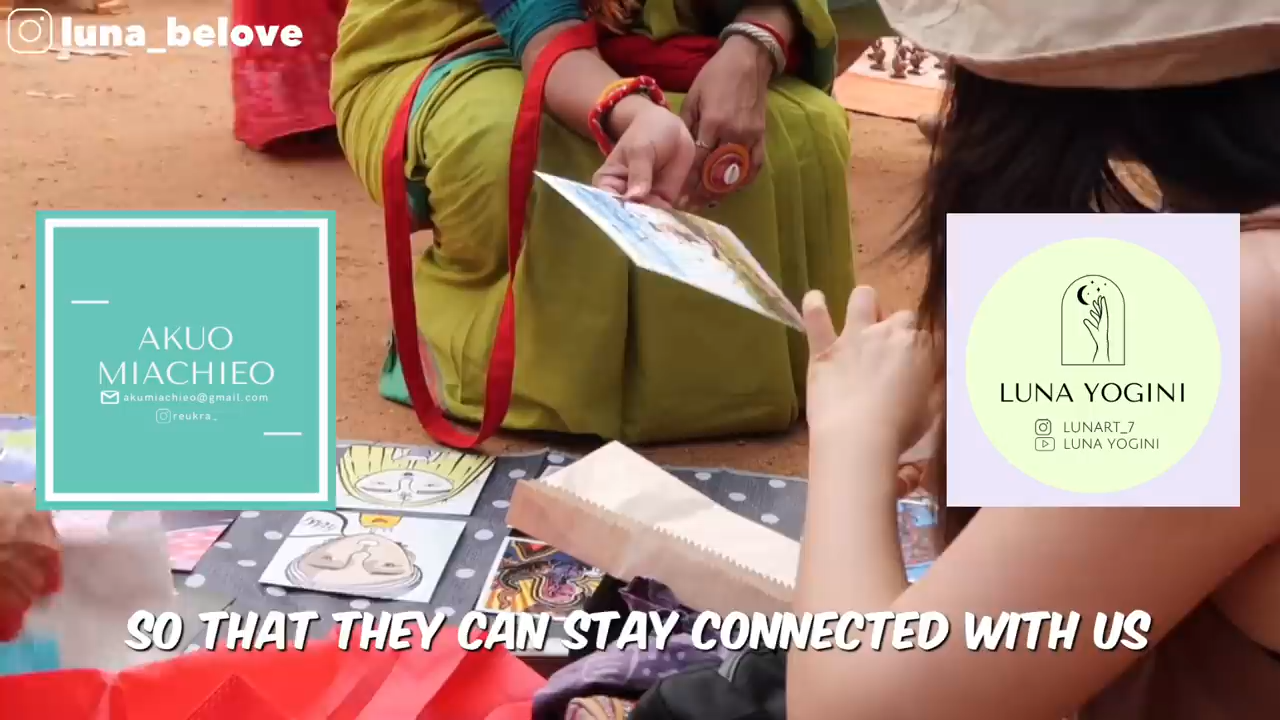 luna_belove
AKUO
MIACHIEO
akumiachieo@gmail.com
reukra_
LUNA YOGINI
LUNART_7
LUNA YOGINI
SO THAT THEY CAN STAY CONNECTED WITH US